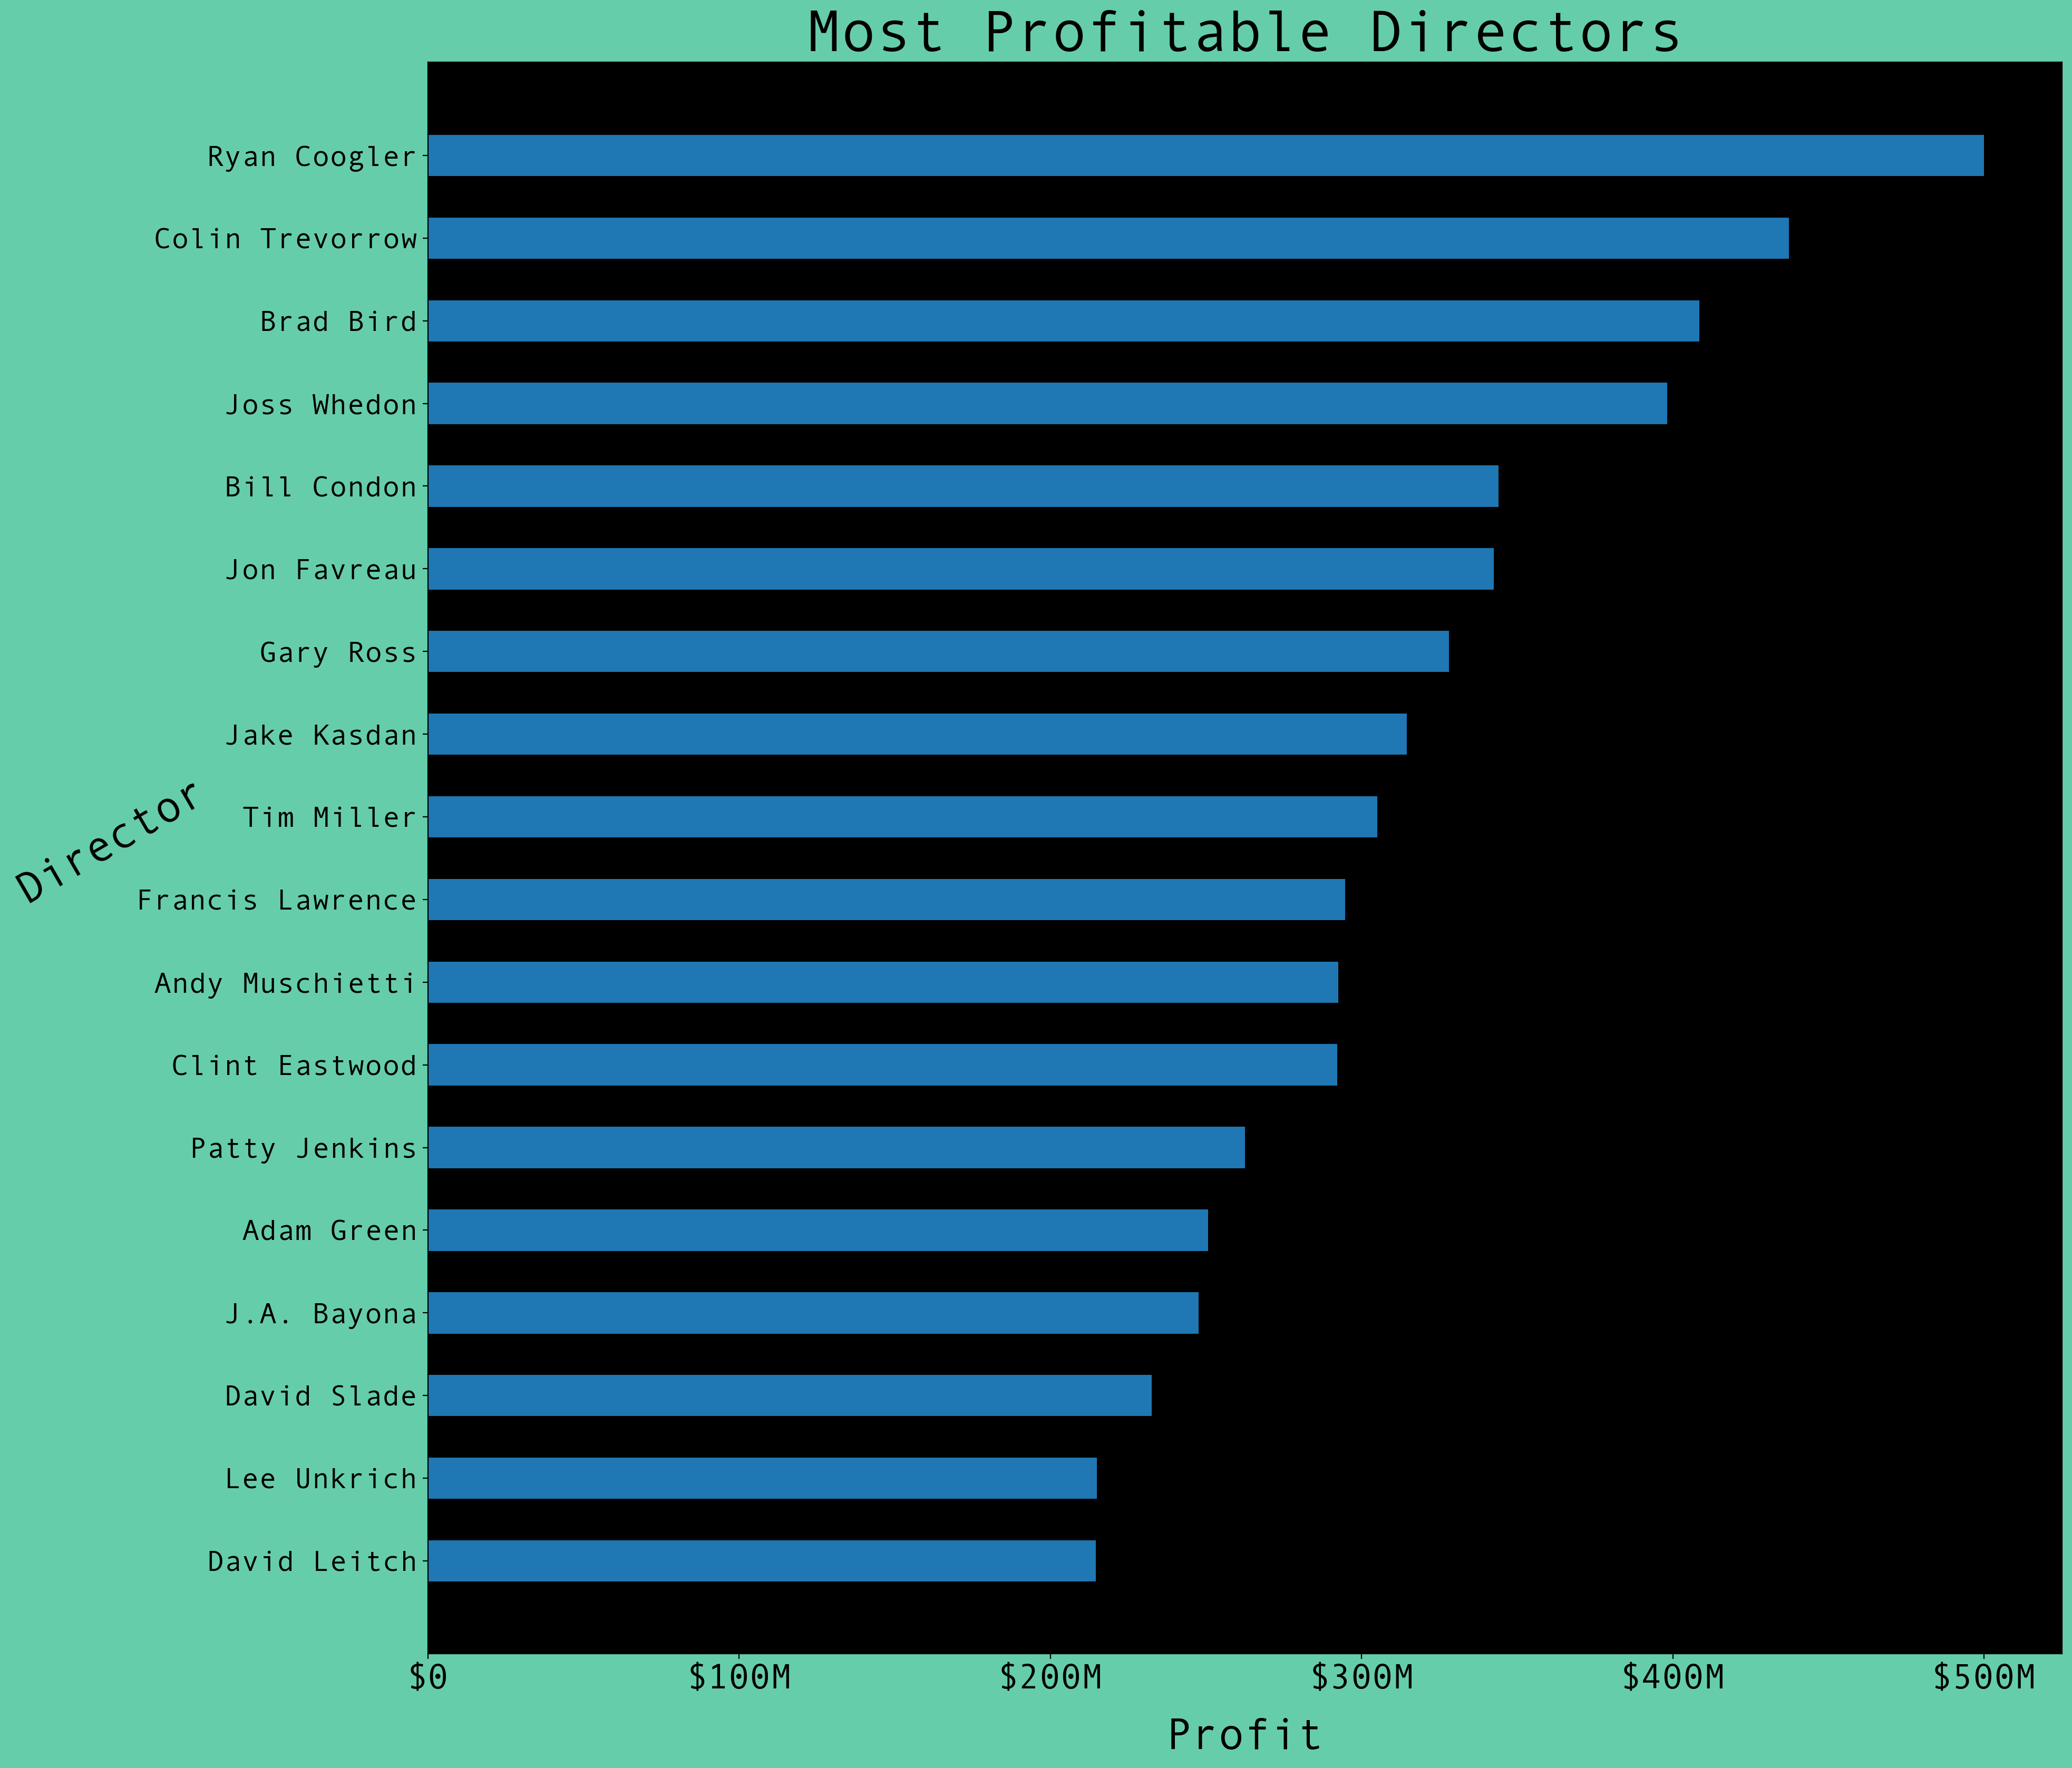 Most Profitable Directors
Ryan Coogler
Colin Trevorrow
Brad Bird
Joss Whedon
Bill Condon
Jon Favreau
Gary Ross
Jake Kasdan
Director
Tim Miller
Francis Lawrence
Andy Muschietti
Clint Eastwood
Patty Jenkins
Adam Green
J.A. Bayona
David Slade
Lee Unkrich
David Leitch
$0 $100M $200M $300M $400M $500M
Profit